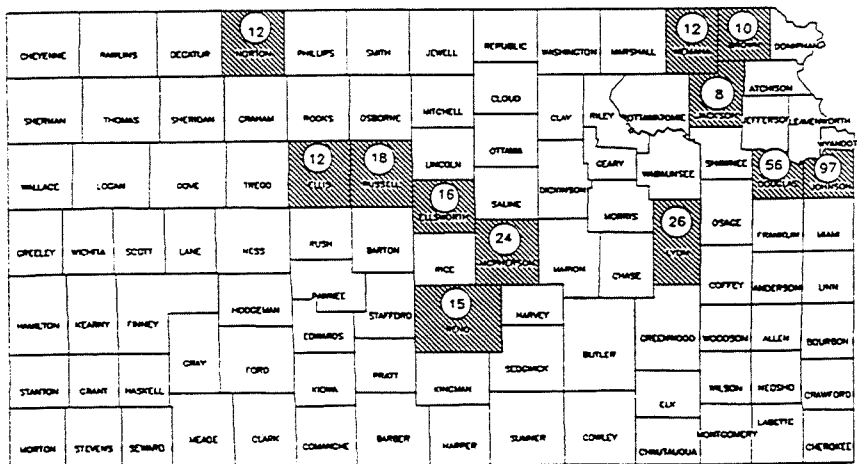 12 12 10
CHEYENNE RAWLINS DECATUR NORTON PHILLIPS SMITH JEWELL REPUBLIC WASHINGTON MARSHALL NEMAHA BROWN DONIPHAN
8
SHERMAN THOMAS SHERIDAN GRAHAM ROOKS OSBORNE MITCHELL CLOUD CLAY RILEY POTTAWATOMIE JACKSON ATCHISON
JEFFERSON LEAVENWORTH
WYANDOT
12 18 56 97
WALLACE LOGAN GOVE TREGO ELLIS RUSSELL LINCOLN OTTAWA GEARY WABAUNSEE SHAWNEE DOUGLAS JOHNSON
16
ELLSWORTH SALINE DICKINSON MORRIS
24 26
GREELEY WICHITA SCOTT LANE NESS RUSH BARTON RICE MCPHERSON MARION CHASE LYON OSAGE FRANKLIN MIAMI
15
HAMILTON KEARNY FINNEY HODGEMAN PAWNEE STAFFORD RENO HARVEY COFFEY ANDERSON LINN
GRAY FORD EDWARDS SEDGWICK BUTLER GREENWOOD WOODSON ALLEN BOURBON
STANTON GRANT HASKELL KIOWA PRATT KINGMAN ELK WILSON NEOSHO CRAWFORD
MORTON STEVENS SEWARD MEADE CLARK COMANCHE BARBER HARPER SUMNER COWLEY CHAUTAUQUA MONTGOMERY LABETTE CHEROKEE